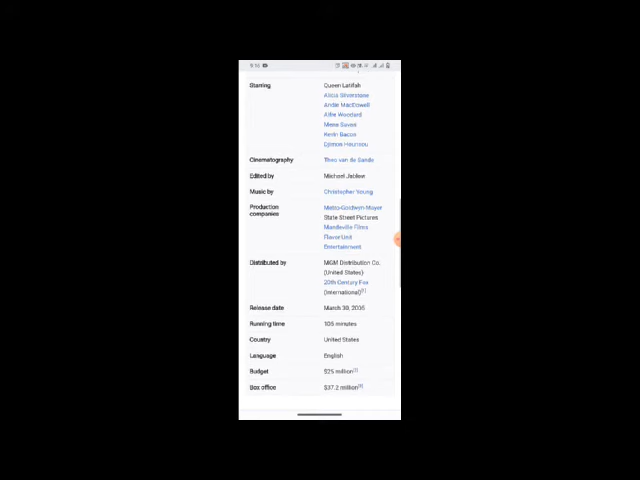 Starring Queen Latifah
Alicia Silverstone
Andie MacDowell
Alfre Woodard
Mena Suvari
Kevin Bacon
Djimon Hounsou
Cinematography Theo van de Sande
Edited by Michael Jablow
Music by Christopher Young
Production companies Metro-Goldwyn-Mayer
State Street Pictures
Mandeville Films
Flavor Unit
Entertainment
Distributed by MGM Distribution Co.
(United States)
20th Century Fox
(International)[1]
Release date March 30, 2005
Running time 105 minutes
Country United States
Language English
Budget $25 million[2]
Box office $37.2 million